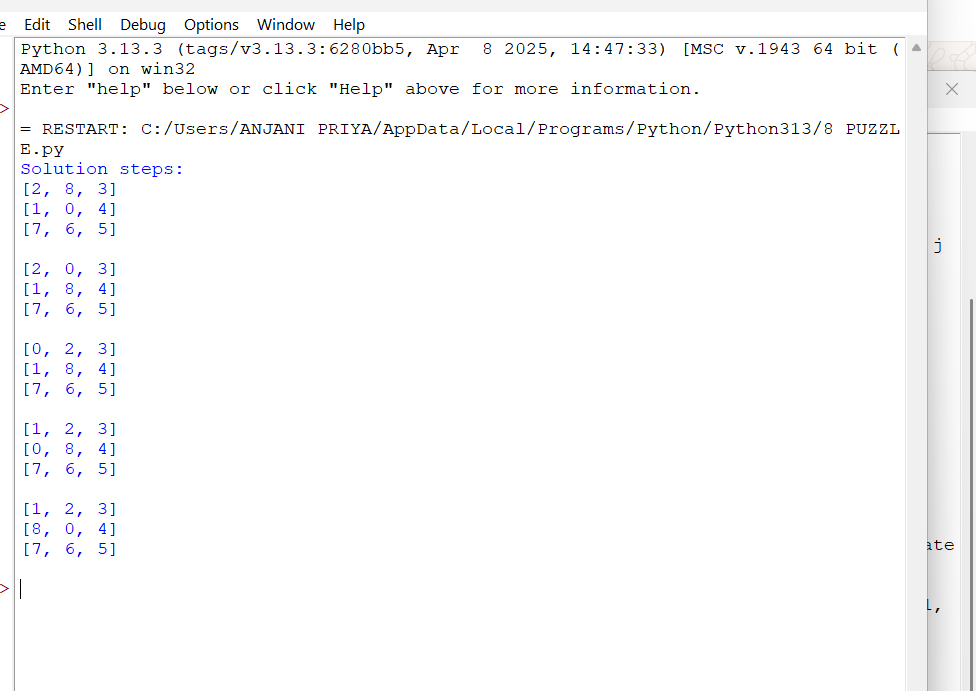 e Edit Shell Debug Options Window Help
Python 3.13.3 (tags/v3.13.3:6280bb5, Apr  8 2025, 14:47:33) [MSC v.1943 64 bit (
AMD64)] on win32
Enter "help" below or click "Help" above for more information.
>
= RESTART: C:/Users/ANJANI PRIYA/AppData/Local/Programs/Python/Python313/8 PUZZL
E.py
Solution steps:
[2, 8, 3]
[1, 0, 4]
[7, 6, 5]
j
[2, 0, 3]
[1, 8, 4]
[7, 6, 5]
[0, 2, 3]
[1, 8, 4]
[7, 6, 5]
[1, 2, 3]
[0, 8, 4]
[7, 6, 5]
[1, 2, 3]
[8, 0, 4]
[7, 6, 5]
ate
>
l,